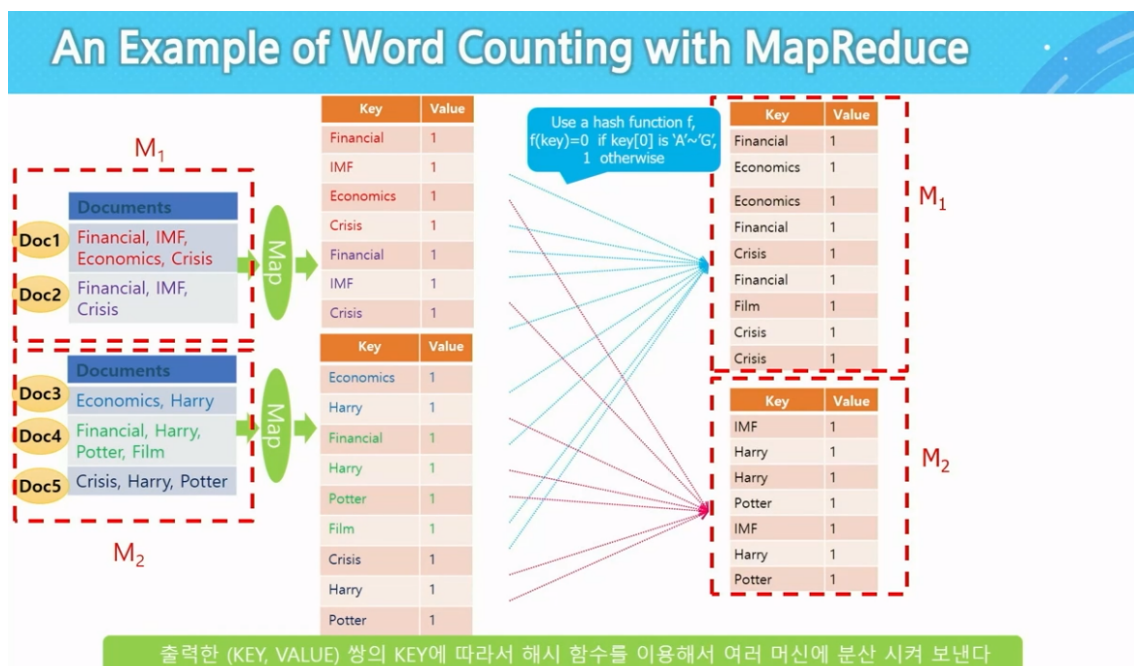 An Example of Word Counting with MapReduce
M1
Documents
Doc1
Financial, IMF,
Economics, Crisis
Doc2
Financial, IMF,
Crisis
Map
Documents
Doc3
Economics, Harry
Doc4
Financial, Harry,
Potter, Film
Doc5
Crisis, Harry, Potter
Map
M2
Key Value
Financial 1
IMF 1
Economics 1
Crisis 1
Financial 1
IMF 1
Crisis 1
Key Value
Economics 1
Harry 1
Financial 1
Harry 1
Potter 1
Film 1
Crisis 1
Harry 1
Potter 1
Use a hash function f,
f(key)=0 if key[0] is 'A'~'G',
1 otherwise
Key Value
Financial 1
Economics 1
Economics 1
Financial 1
Crisis 1
Financial 1
Film 1
Crisis 1
Crisis 1
M1
Key Value
IMF 1
Harry 1
Harry 1
Potter 1
IMF 1
Harry 1
Potter 1
M2
출력한 (KEY, VALUE) 쌍의 KEY에 따라서 해시 함수를 이용해서 여러 머신에 분산 시켜 보낸다